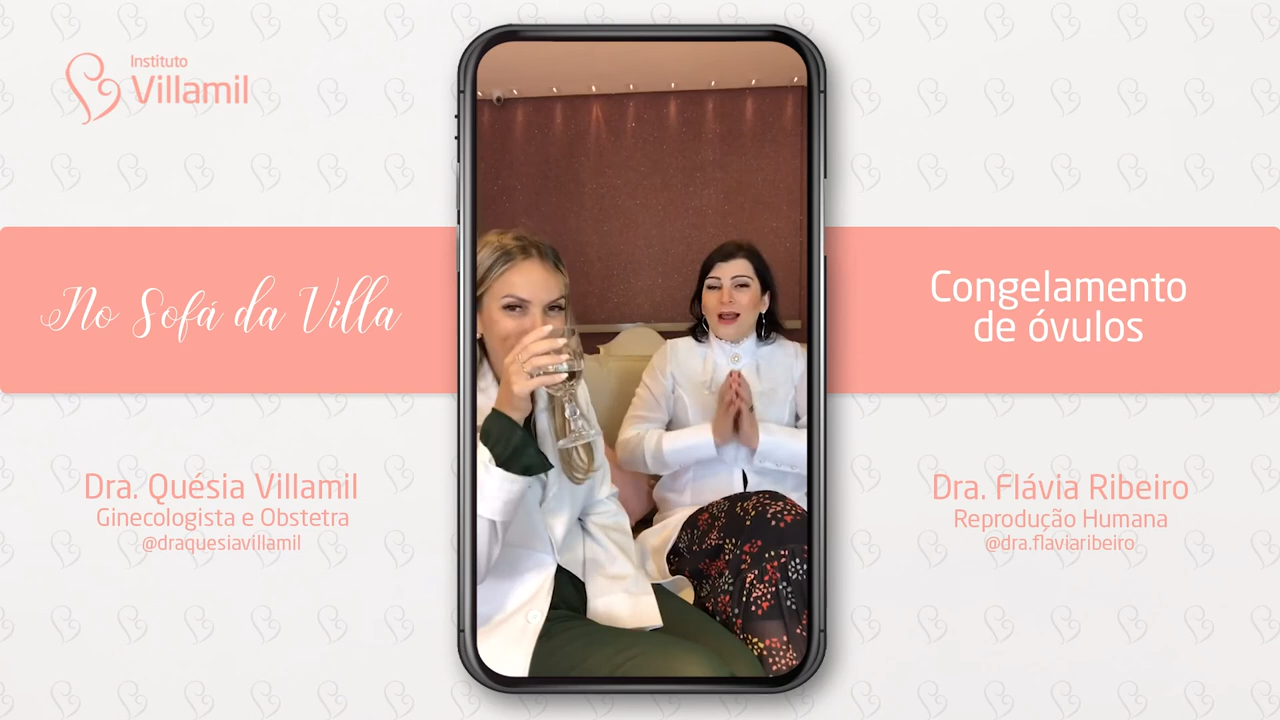 Instituto
Villamil
No Sofá da Villa
Congelamento
de óvulos
Dra. Quésia Villamil
Ginecologista e Obstetra
@draquesiavillamil
Dra. Flávia Ribeiro
Reprodução Humana
@dra.flaviaribeiro